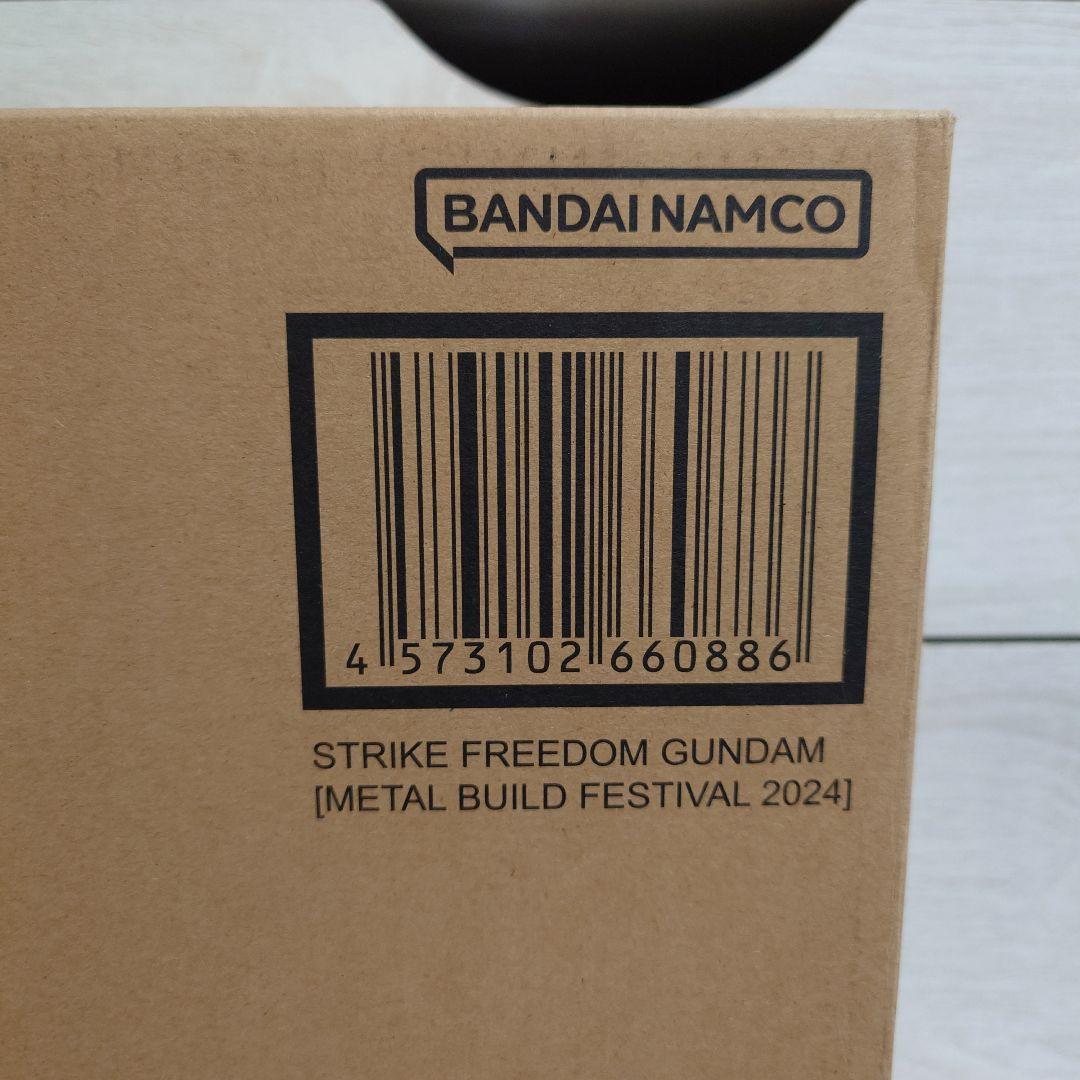 BANDAI NAMCO
4 573102 660886
STRIKE FREEDOM GUNDAM
[METAL BUILD FESTIVAL 2024]